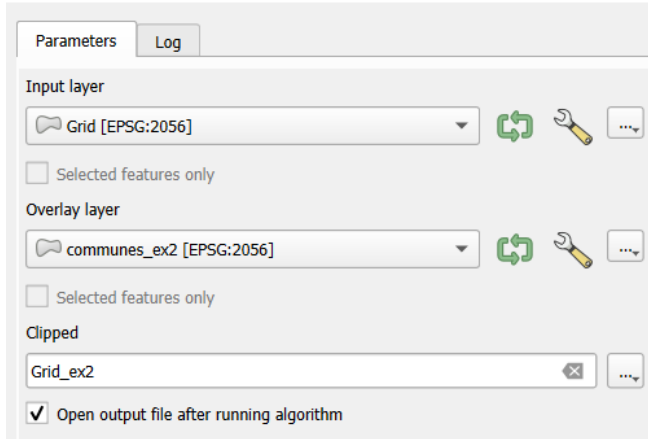 Parameters Log
Input layer
Grid [EPSG:2056]
...
Selected features only
Overlay layer
communes_ex2 [EPSG:2056]
...
Selected features only
Clipped
Grid_ex2
...
Open output file after running algorithm